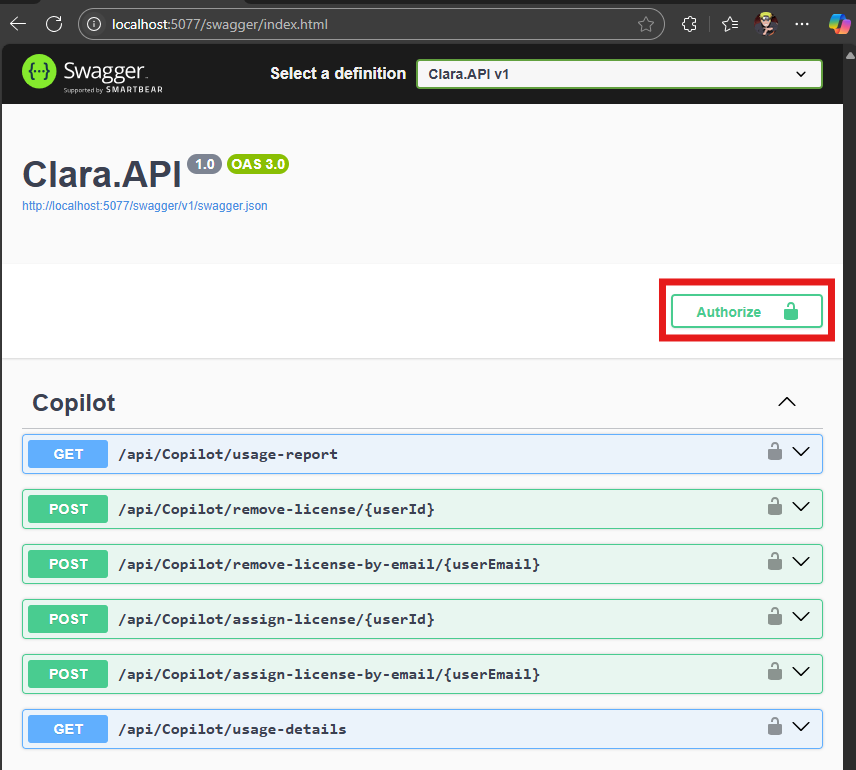 localhost:5077/swagger/index.html
{···} Swagger
Supported by SMARTBEAR
Select a definition
Clara.API v1
Clara.API 1.0 OAS 3.0
http://localhost:5077/swagger/v1/swagger.json
Authorize
Copilot
GET /api/Copilot/usage-report
POST /api/Copilot/remove-license/{userId}
POST /api/Copilot/remove-license-by-email/{userEmail}
POST /api/Copilot/assign-license/{userId}
POST /api/Copilot/assign-license-by-email/{userEmail}
GET /api/Copilot/usage-details